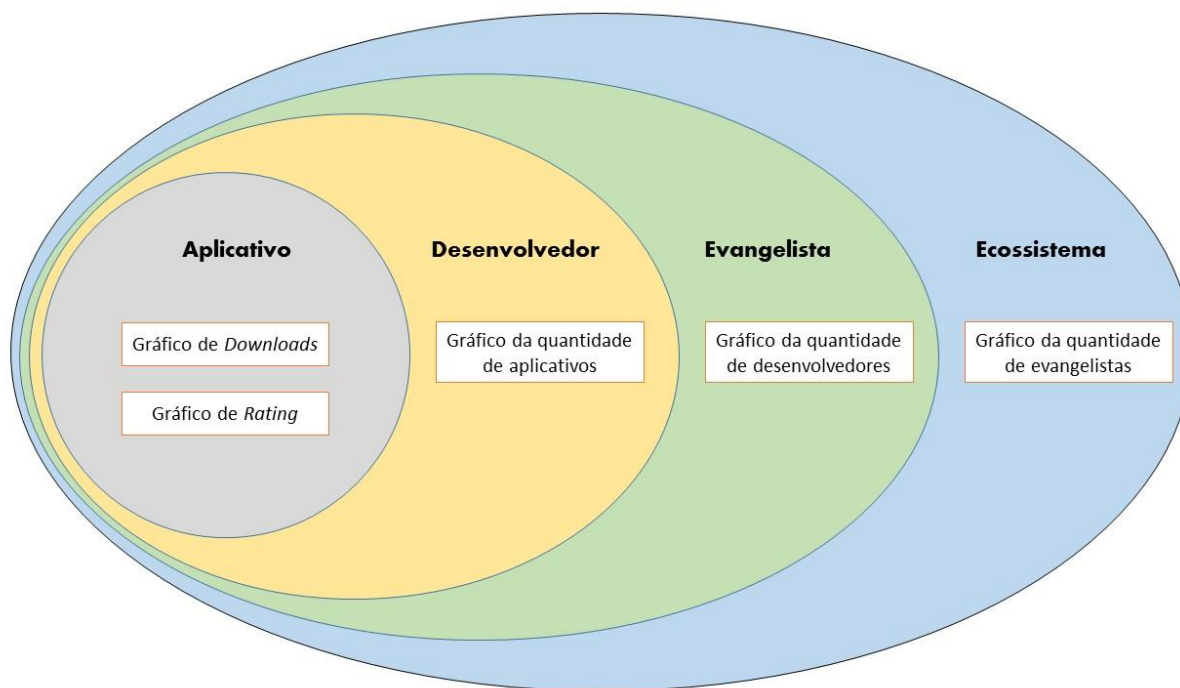 Aplicativo
Desenvolvedor
Evangelista
Ecossistema
Gráfico de Downloads
Gráfico de Rating
Gráfico da quantidade
de aplicativos
Gráfico da quantidade
de desenvolvedores
Gráfico da quantidade
de evangelistas